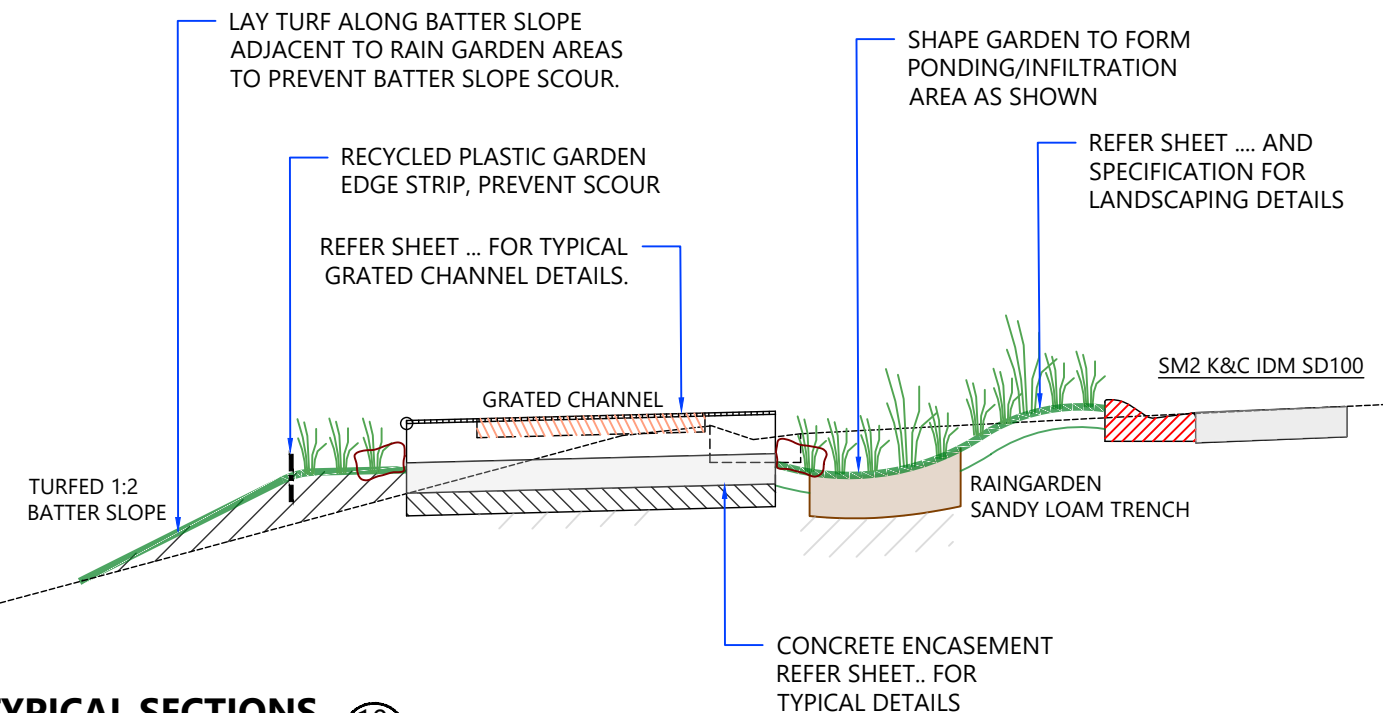 LAY TURF ALONG BATTER SLOPE
ADJACENT TO RAIN GARDEN AREAS
TO PREVENT BATTER SLOPE SCOUR.
SHAPE GARDEN TO FORM
PONDING/INFILTRATION
AREA AS SHOWN
RECYCLED PLASTIC GARDEN
EDGE STRIP, PREVENT SCOUR
REFER SHEET .... AND
SPECIFICATION FOR
LANDSCAPING DETAILS
REFER SHEET ... FOR TYPICAL
GRATED CHANNEL DETAILS.
GRATED CHANNEL
SM2 K&C IDM SD100
TURFED 1:2
BATTER SLOPE
RAINGARDEN
SANDY LOAM TRENCH
CONCRETE ENCASEMENT
REFER SHEET.. FOR
TYPICAL DETAILS
TYPICAL SECTIONS